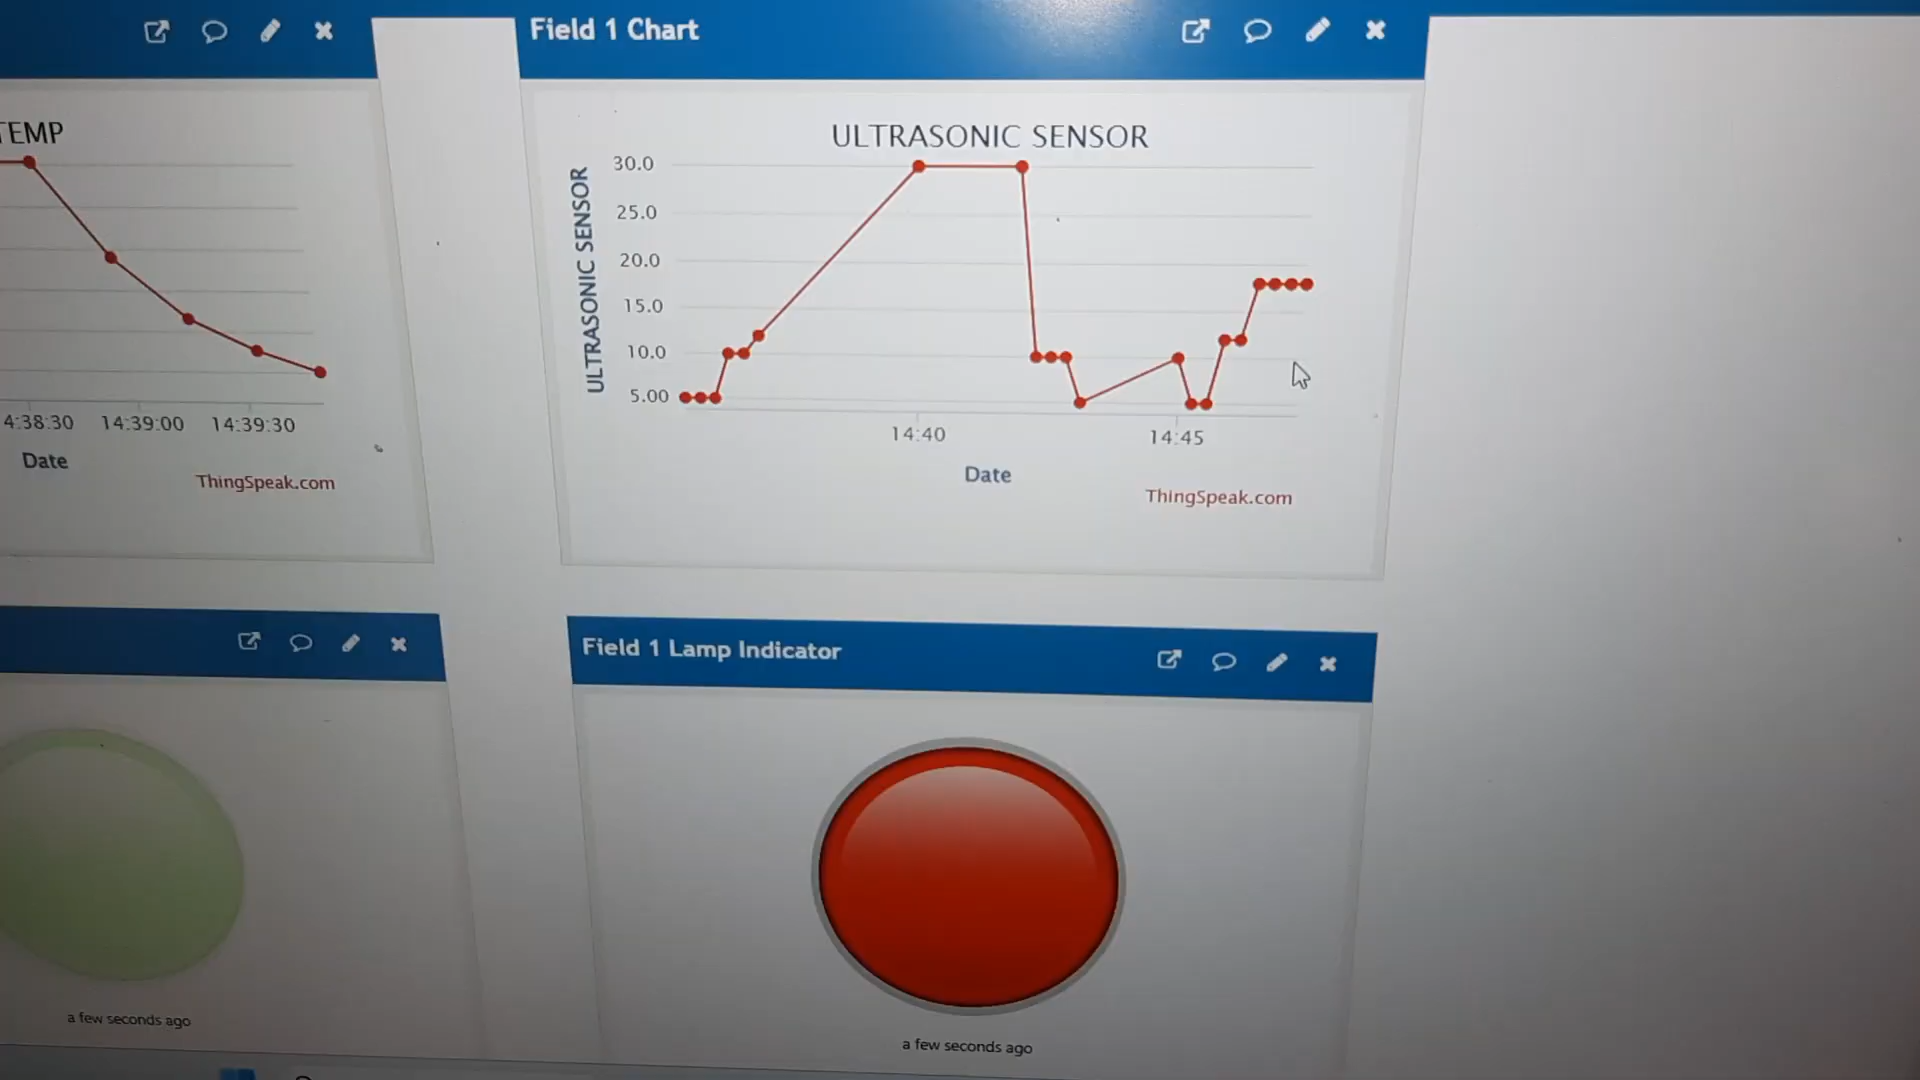 Field 1 Chart
TEMP
4:38:30 14:39:00 14:39:30
Date
ThingSpeak.com
ULTRASONIC SENSOR
ULTRASONIC SENSOR
30.0
25.0
20.0
15.0
10.0
5.00
14:40 14:45
Date
ThingSpeak.com
Field 1 Lamp Indicator
a few seconds ago
a few seconds ago